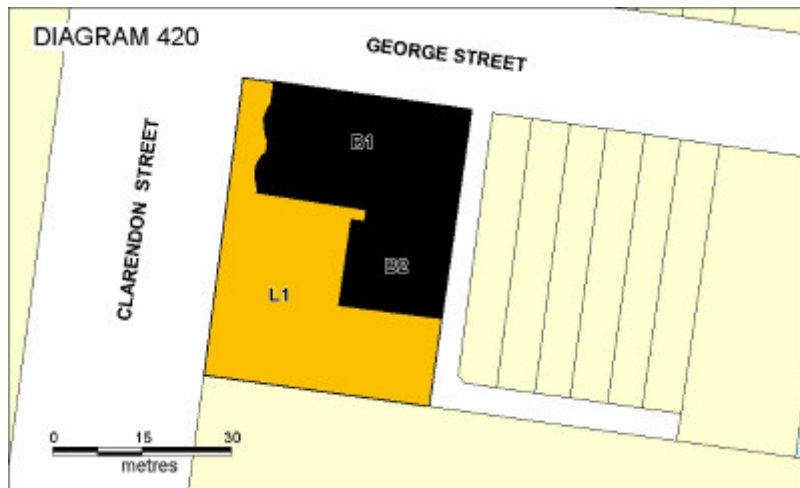 DIAGRAM 420
GEORGE STREET
CLARENDON STREET
B1
B2
L1
0 15 30
metres